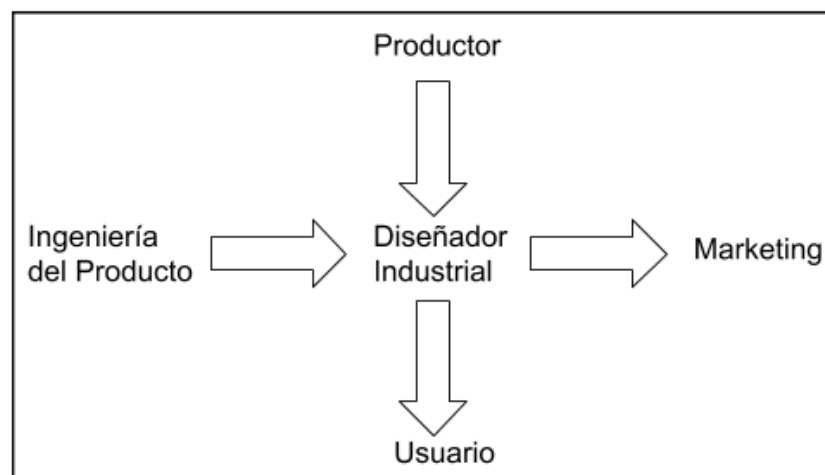 Productor
Ingeniería
del Producto
Diseñador
Industrial
Marketing
Usuario